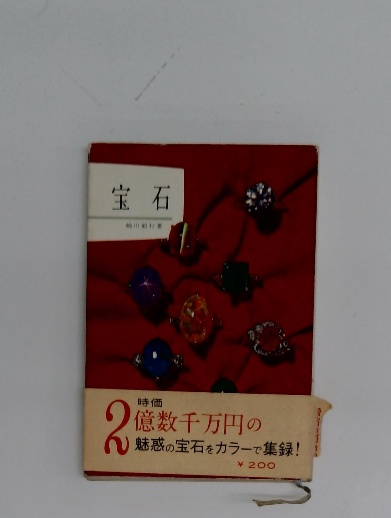 宝石
時価
2億数千万円の
魅惑の宝石をカラーで集録!
￥200